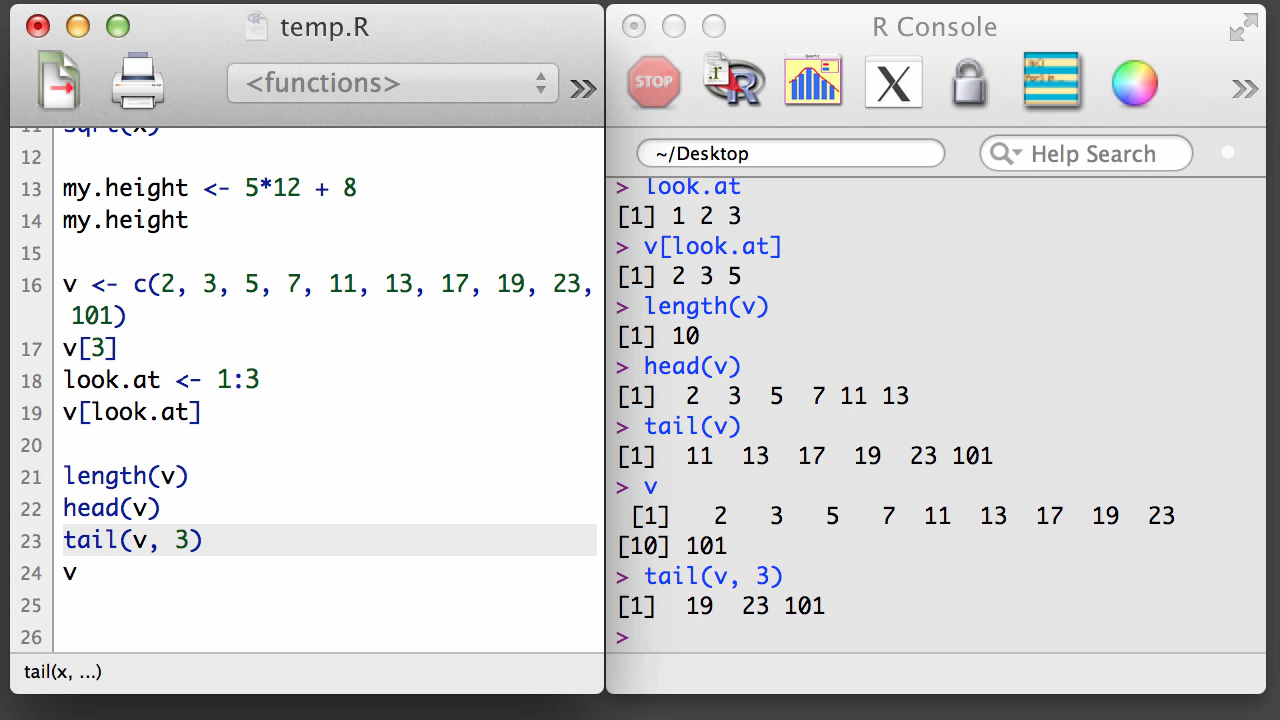 temp.R
<functions>
11 sqrt(x)
12
13 my.height <- 5*12 + 8
14 my.height
15
16 v <- c(2, 3, 5, 7, 11, 13, 17, 19, 23,
101)
17 v[3]
18 look.at <- 1:3
19 v[look.at]
20
21 length(v)
22 head(v)
23 tail(v, 3)
24 v
25
26
tail(x, ...)
R Console
STOP
~/Desktop
Help Search
> look.at
[1] 1 2 3
> v[look.at]
[1] 2 3 5
> length(v)
[1] 10
> head(v)
[1]  2  3  5  7 11 13
> tail(v)
[1]  11  13  17  19  23 101
> v
 [1]   2   3   5   7  11  13  17  19  23
[10] 101
> tail(v, 3)
[1]  19  23 101
>